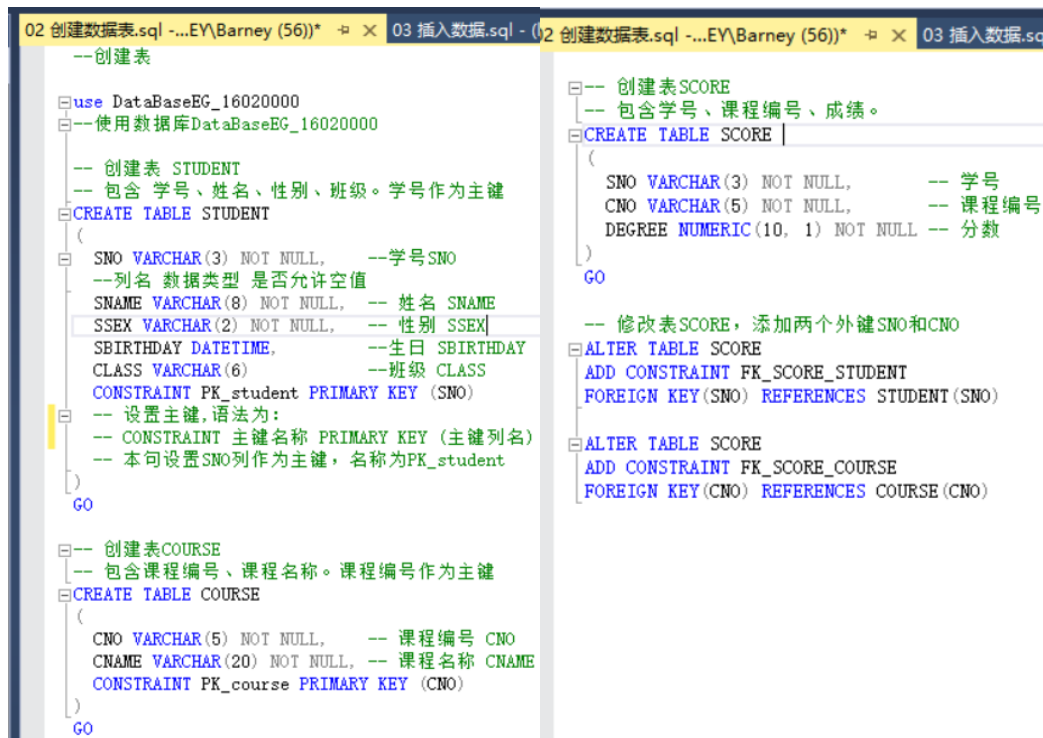 02 创建数据表.sql -...EY\Barney (56))*
03 插入数据.sql - (
--创建表
use DataBaseEG_16020000
--使用数据库DataBaseEG_16020000
-- 创建表 STUDENT
-- 包含 学号、姓名、性别、班级。学号作为主键
CREATE TABLE STUDENT
(
SNO VARCHAR(3) NOT NULL, --学号SNO
--列名 数据类型 是否允许空值
SNAME VARCHAR(8) NOT NULL, -- 姓名 SNAME
SSEX VARCHAR(2) NOT NULL, -- 性别 SSEX
SBIRTHDAY DATETIME, --生日 SBIRTHDAY
CLASS VARCHAR(6) --班级 CLASS
CONSTRAINT PK_student PRIMARY KEY (SNO)
-- 设置主键,语法为:
-- CONSTRAINT 主键名称 PRIMARY KEY (主键列名)
-- 本句设置SNO列作为主键，名称为PK_student
)
GO
-- 创建表COURSE
-- 包含课程编号、课程名称。课程编号作为主键
CREATE TABLE COURSE
(
CNO VARCHAR(5) NOT NULL, -- 课程编号 CNO
CNAME VARCHAR(20) NOT NULL, -- 课程名称 CNAME
CONSTRAINT PK_course PRIMARY KEY (CNO)
)
GO
2 创建数据表.sql -...EY\Barney (56))*
03 插入数据.sq
-- 创建表SCORE
-- 包含学号、课程编号、成绩。
CREATE TABLE SCORE
(
SNO VARCHAR(3) NOT NULL, -- 学号
CNO VARCHAR(5) NOT NULL, -- 课程编号
DEGREE NUMERIC(10, 1) NOT NULL -- 分数
)
GO
-- 修改表SCORE，添加两个外键SNO和CNO
ALTER TABLE SCORE
ADD CONSTRAINT FK_SCORE_STUDENT
FOREIGN KEY(SNO) REFERENCES STUDENT(SNO)
ALTER TABLE SCORE
ADD CONSTRAINT FK_SCORE_COURSE
FOREIGN KEY(CNO) REFERENCES COURSE(CNO)